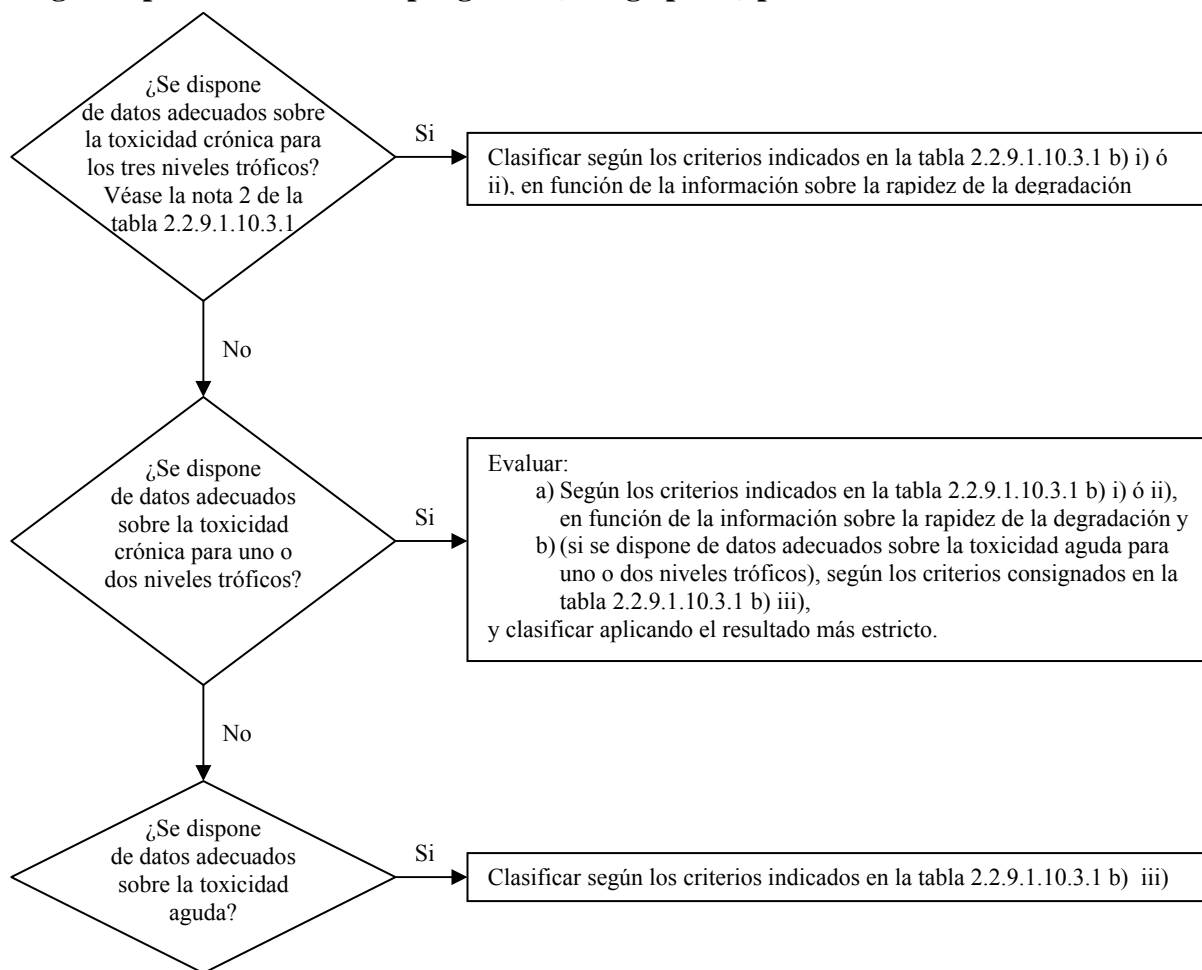 ¿Se dispone
de datos adecuados sobre
la toxicidad crónica para
los tres niveles tróficos?
Véase la nota 2 de la
tabla 2.2.9.1.10.3.1
Si
Clasificar según los criterios indicados en la tabla 2.2.9.1.10.3.1 b) i) ó
ii), en función de la información sobre la rapidez de la degradación
No
¿Se dispone
de datos adecuados
sobre la toxicidad
crónica para uno o
dos niveles tróficos?
Si
Evaluar:
a) Según los criterios indicados en la tabla 2.2.9.1.10.3.1 b) i) ó ii),
en función de la información sobre la rapidez de la degradación y
b) (si se dispone de datos adecuados sobre la toxicidad aguda para
uno o dos niveles tróficos), según los criterios consignados en la
tabla 2.2.9.1.10.3.1 b) iii),
y clasificar aplicando el resultado más estricto.
No
¿Se dispone
de datos adecuados
sobre la toxicidad
aguda?
Si
Clasificar según los criterios indicados en la tabla 2.2.9.1.10.3.1 b) iii)